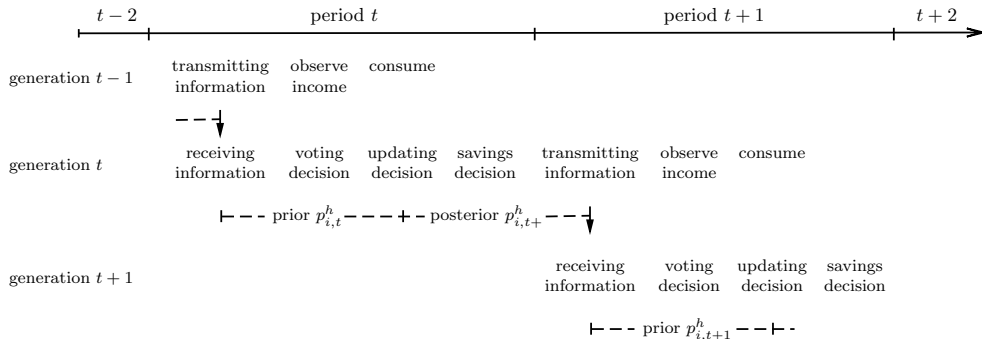 t − 2 period t period t + 1 t + 2
generation t − 1 transmitting information observe income consume
generation t receiving information voting decision updating decision savings decision transmitting information observe income consume
prior p^h_{i,t} posterior p^h_{i,t+}
generation t + 1 receiving information voting decision updating decision savings decision
prior p^h_{i,t+1}